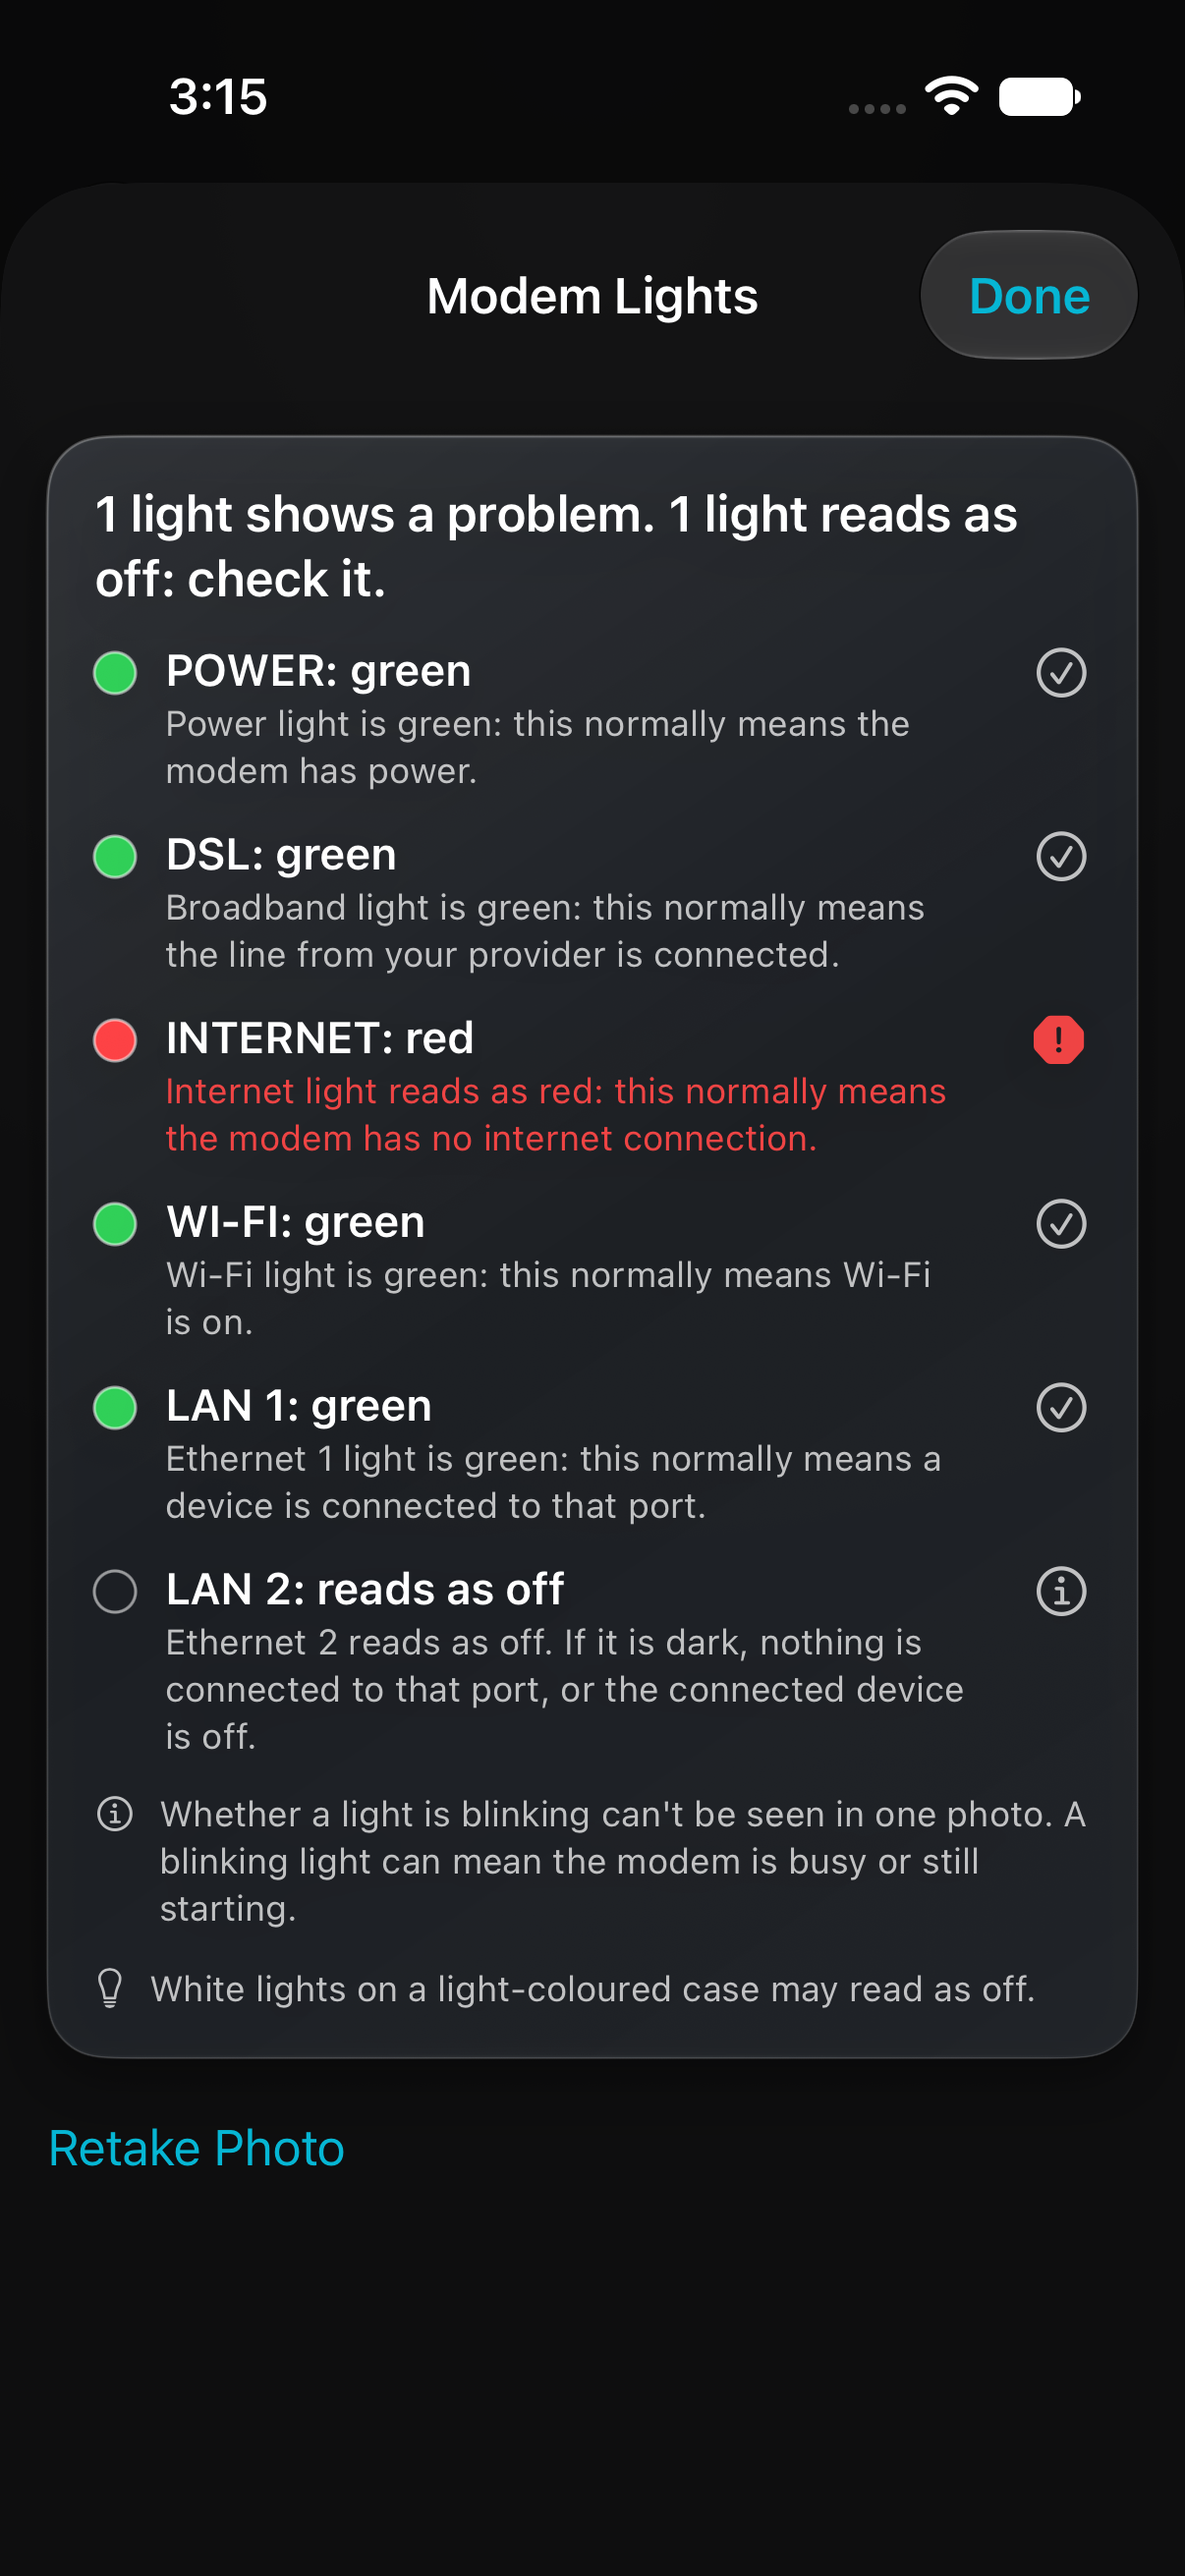 3:15
Modem Lights
Done
1 light shows a problem. 1 light reads as
off: check it.
POWER: green
Power light is green: this normally means the
modem has power.
DSL: green
Broadband light is green: this normally means
the line from your provider is connected.
INTERNET: red
Internet light reads as red: this normally means
the modem has no internet connection.
WI-FI: green
Wi-Fi light is green: this normally means Wi-Fi
is on.
LAN 1: green
Ethernet 1 light is green: this normally means a
device is connected to that port.
LAN 2: reads as off
Ethernet 2 reads as off. If it is dark, nothing is
connected to that port, or the connected device
is off.
Whether a light is blinking can't be seen in one photo. A
blinking light can mean the modem is busy or still
starting.
White lights on a light-coloured case may read as off.
Retake Photo